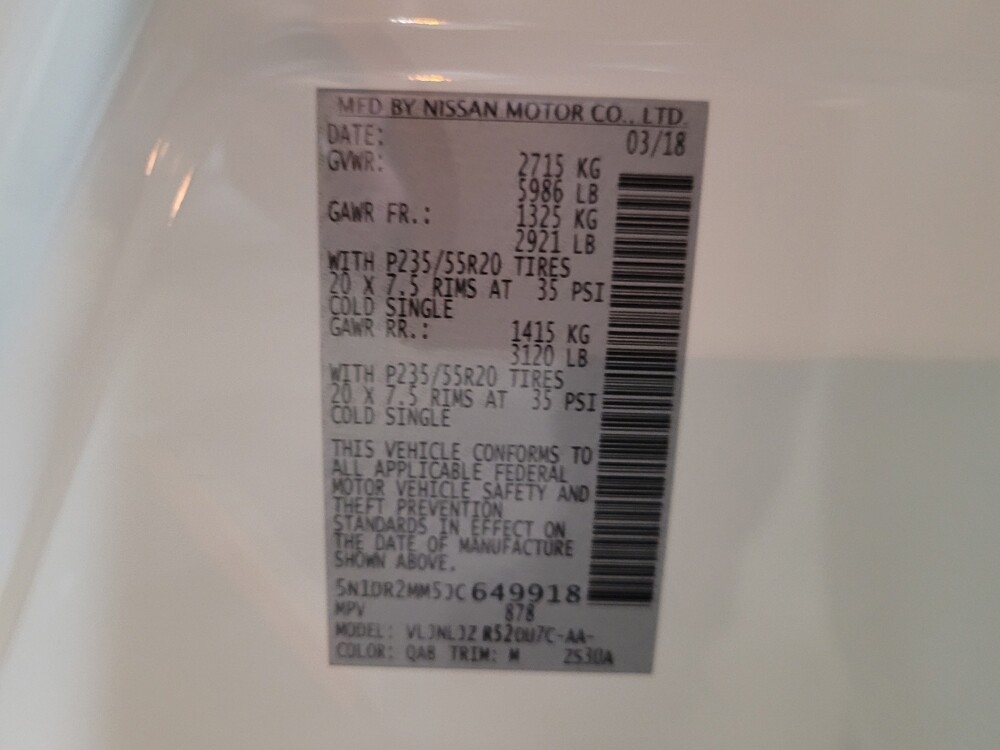 MFD BY NISSAN MOTOR CO., LTD.
DATE: 03/18
GVWR: 2715 KG
5986 LB
GAWR FR.: 1325 KG
2921 LB
WITH P235/55R20 TIRES
20 X 7.5 RIMS AT 35 PSI
COLD SINGLE
GAWR RR.: 1415 KG
3120 LB
WITH P235/55R20 TIRES
20 X 7.5 RIMS AT 35 PSI
COLD SINGLE
THIS VEHICLE CONFORMS TO
ALL APPLICABLE FEDERAL
MOTOR VEHICLE SAFETY AND
THEFT PREVENTION
STANDARDS IN EFFECT ON
THE DATE OF MANUFACTURE
SHOWN ABOVE.
5N1DR2MM5JC649918
MPV 878
MODEL:
COLOR: QAB TRIM: M